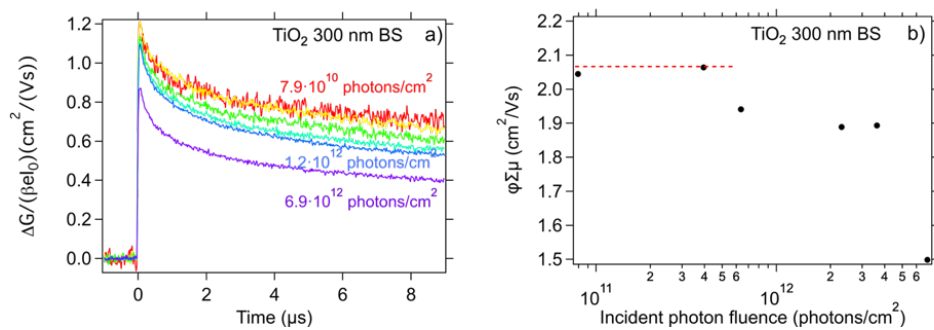 TiO₂ 300 nm BS a)
1.2
1.0
0.8
0.6
0.4
0.2
0.0
ΔG/(βeI₀)(cm²/(Vs))
7.9·10¹⁰ photons/cm²
1.2·10¹² photons/cm
6.9·10¹² photons/cm²
0 2 4 6 8
Time (μs)
TiO₂ 300 nm BS b)
2.2
2.1
2.0
1.9
1.8
1.7
1.6
1.5
φΣμ (cm²/Vs)
10¹¹ 2 3 4 5 6 10¹² 2 3 4 5 6
Incident photon fluence (photons/cm²)